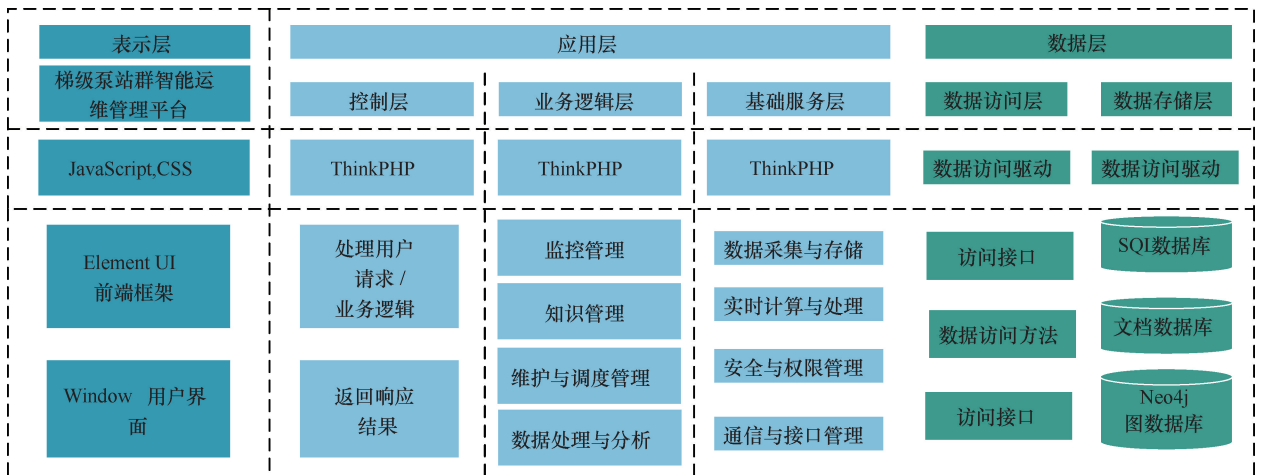 表示层
应用层
数据层
梯级泵站群智能运
维管理平台
控制层
业务逻辑层
基础服务层
数据访问层
数据存储层
JavaScript,CSS
ThinkPHP
ThinkPHP
ThinkPHP
数据访问驱动
数据访问驱动
Element UI
前端框架
Window 用户界
面
处理用户
请求 /
业务逻辑
返回响应
结果
监控管理
知识管理
维护与调度管理
数据处理与分析
数据采集与存储
实时计算与处理
安全与权限管理
通信与接口管理
访问接口
数据访问方法
访问接口
SQI数据库
文档数据库
Neo4j
图数据库